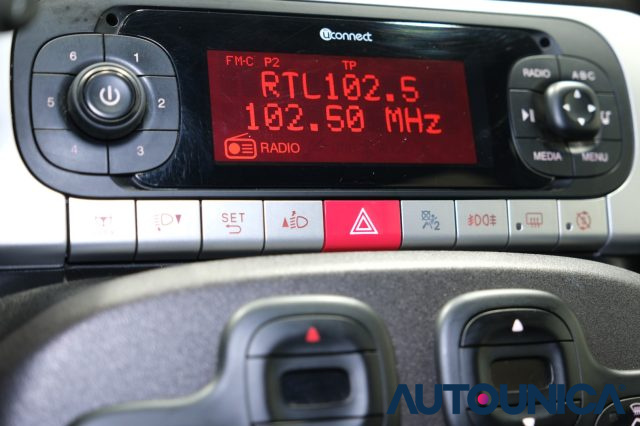 uconnect
FM-C P2 TP
RTL102.5
102.50 MHz
RADIO
6 1
5 2
4 3
RADIO A-B-C
MEDIA MENU
SET
2
AUTOUNICA